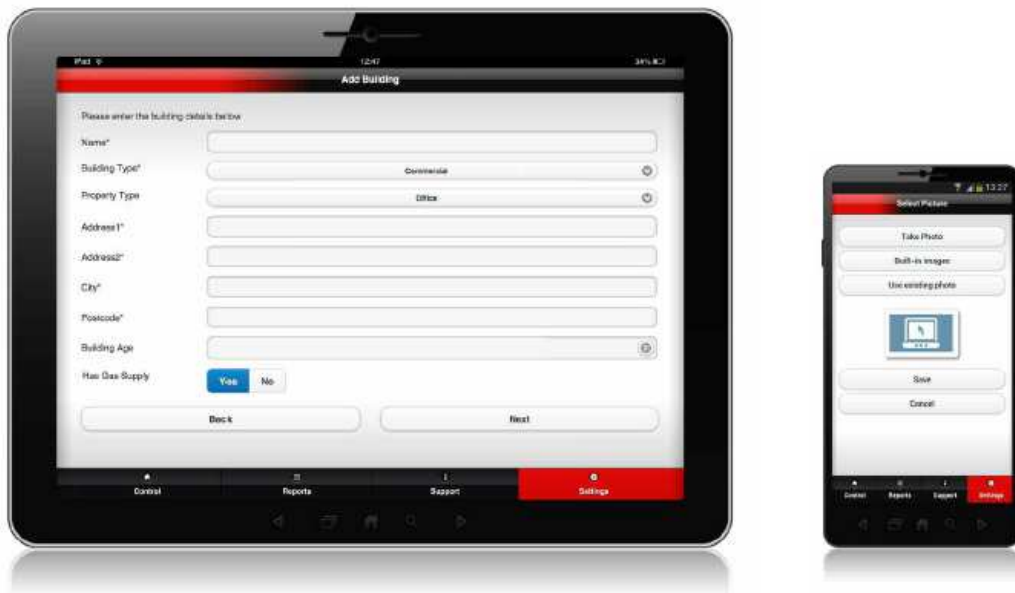 iPad
12:47
34%
Add Building
Please enter the building details below
Name*
Building Type*
Commercial
Property Type
Office
Address1*
Address2*
City*
Postcode*
Building Age
Has Gas Supply
Yes
No
Back
Next
Control
Reports
Support
Settings
13:27
Select Picture
Take Photo
Built-in images
Use existing photo
Save
Cancel
Control
Reports
Support
Settings